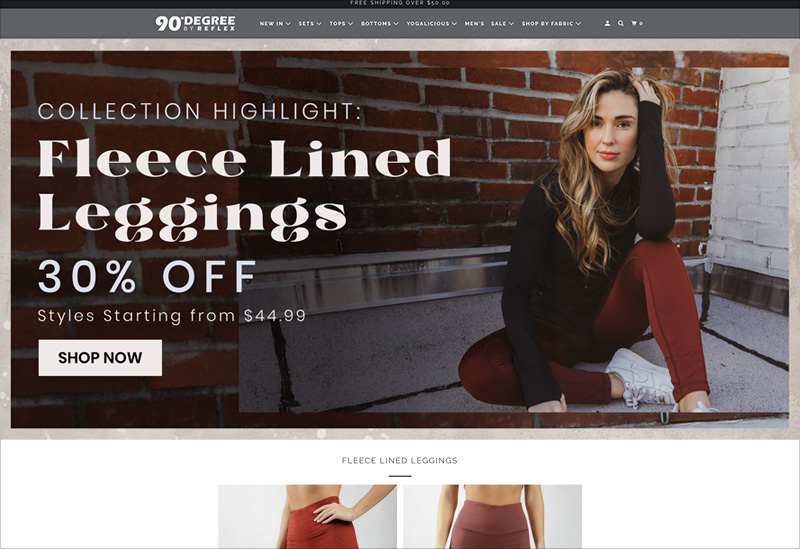 FREE SHIPPING OVER $50.00
90°DEGREE
BY REFLEX
NEW IN
SETS
TOPS
BOTTOMS
YOGALICIOUS
MEN'S
SALE
SHOP BY FABRIC
0
COLLECTION HIGHLIGHT:
Fleece Lined
Leggings
30% OFF
Styles Starting from $44.99
SHOP NOW
FLEECE LINED LEGGINGS